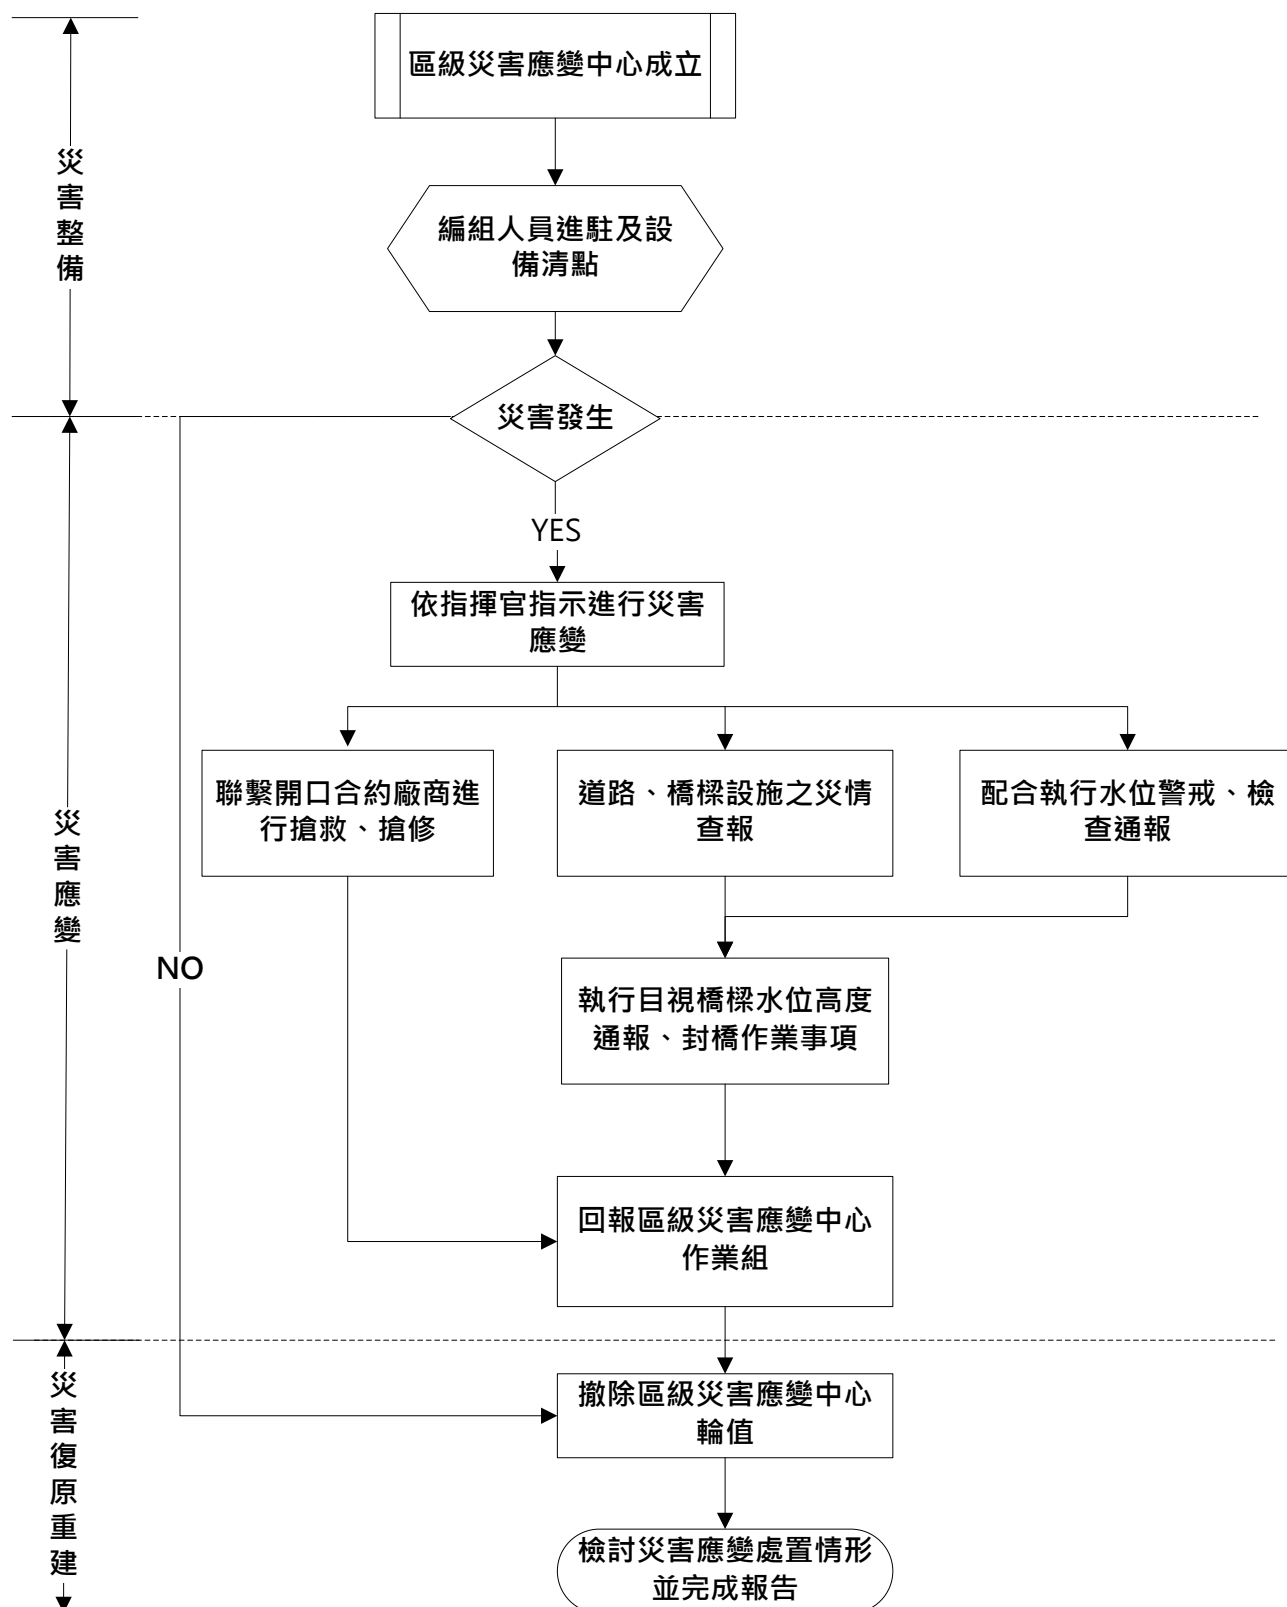 區級災害應變中心成立
災害整備
編組人員進駐及設
備清點
災害發生
YES
依指揮官指示進行災害
應變
災害應變
聯繫開口合約廠商進
行搶救、搶修
道路、橋樑設施之災情
查報
配合執行水位警戒、檢
查通報
NO
執行目視橋樑水位高度
通報、封橋作業事項
回報區級災害應變中心
作業組
災害復原重建
撤除區級災害應變中心
輪值
檢討災害應變處置情形
並完成報告